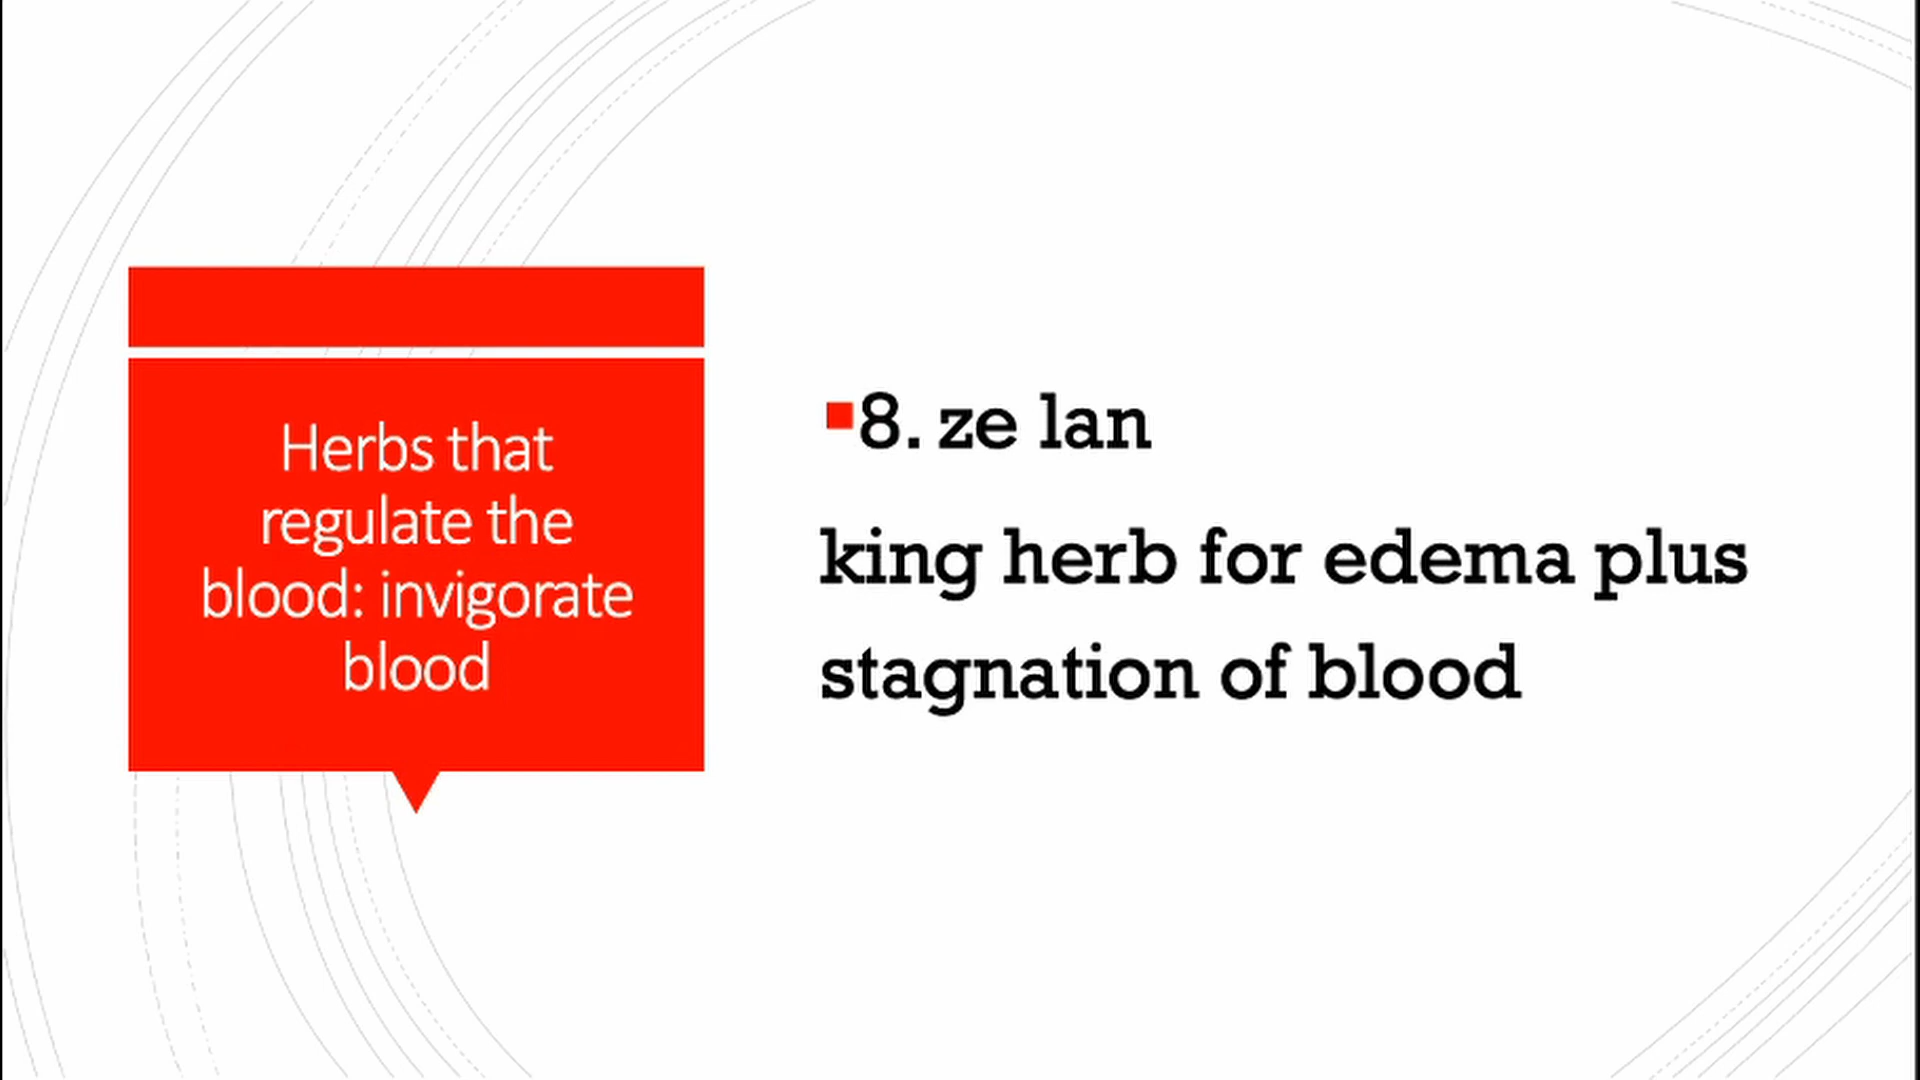 Herbs that
regulate the
blood: invigorate
blood
8. ze lan
king herb for edema plus
stagnation of blood